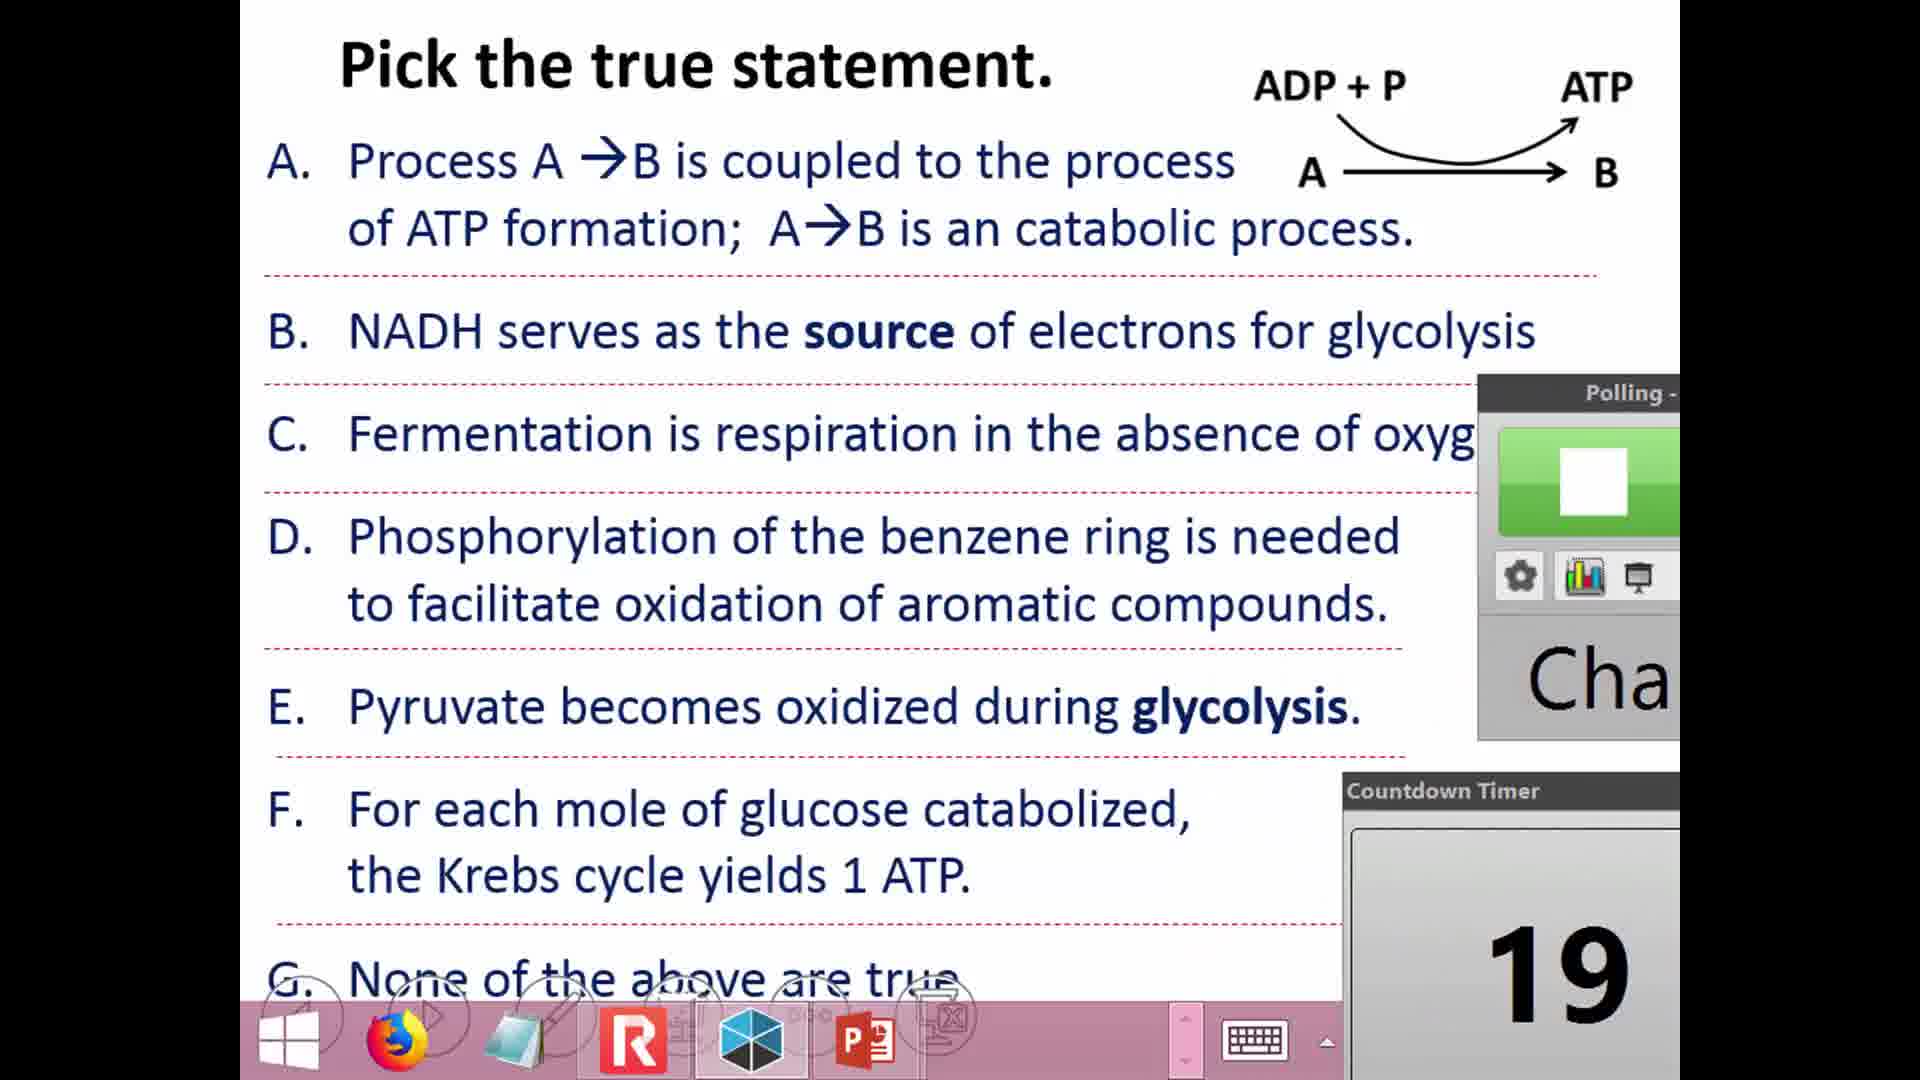 Pick the true statement.
ADP + P ATP
A B
A. Process A →B is coupled to the process
of ATP formation; A→B is an catabolic process.
B. NADH serves as the source of electrons for glycolysis
Polling -
C. Fermentation is respiration in the absence of oxyg
D. Phosphorylation of the benzene ring is needed
to facilitate oxidation of aromatic compounds.
Cha
E. Pyruvate becomes oxidized during glycolysis.
Countdown Timer
F. For each mole of glucose catabolized,
the Krebs cycle yields 1 ATP.
19
G. None of the above are true